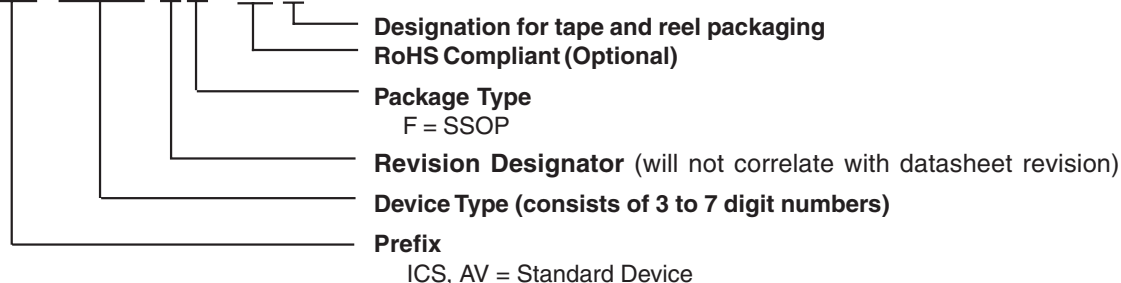 Designation for tape and reel packaging
RoHS Compliant (Optional)
Package Type
F = SSOP
Revision Designator (will not correlate with datasheet revision)
Device Type (consists of 3 to 7 digit numbers)
Prefix
ICS, AV = Standard Device